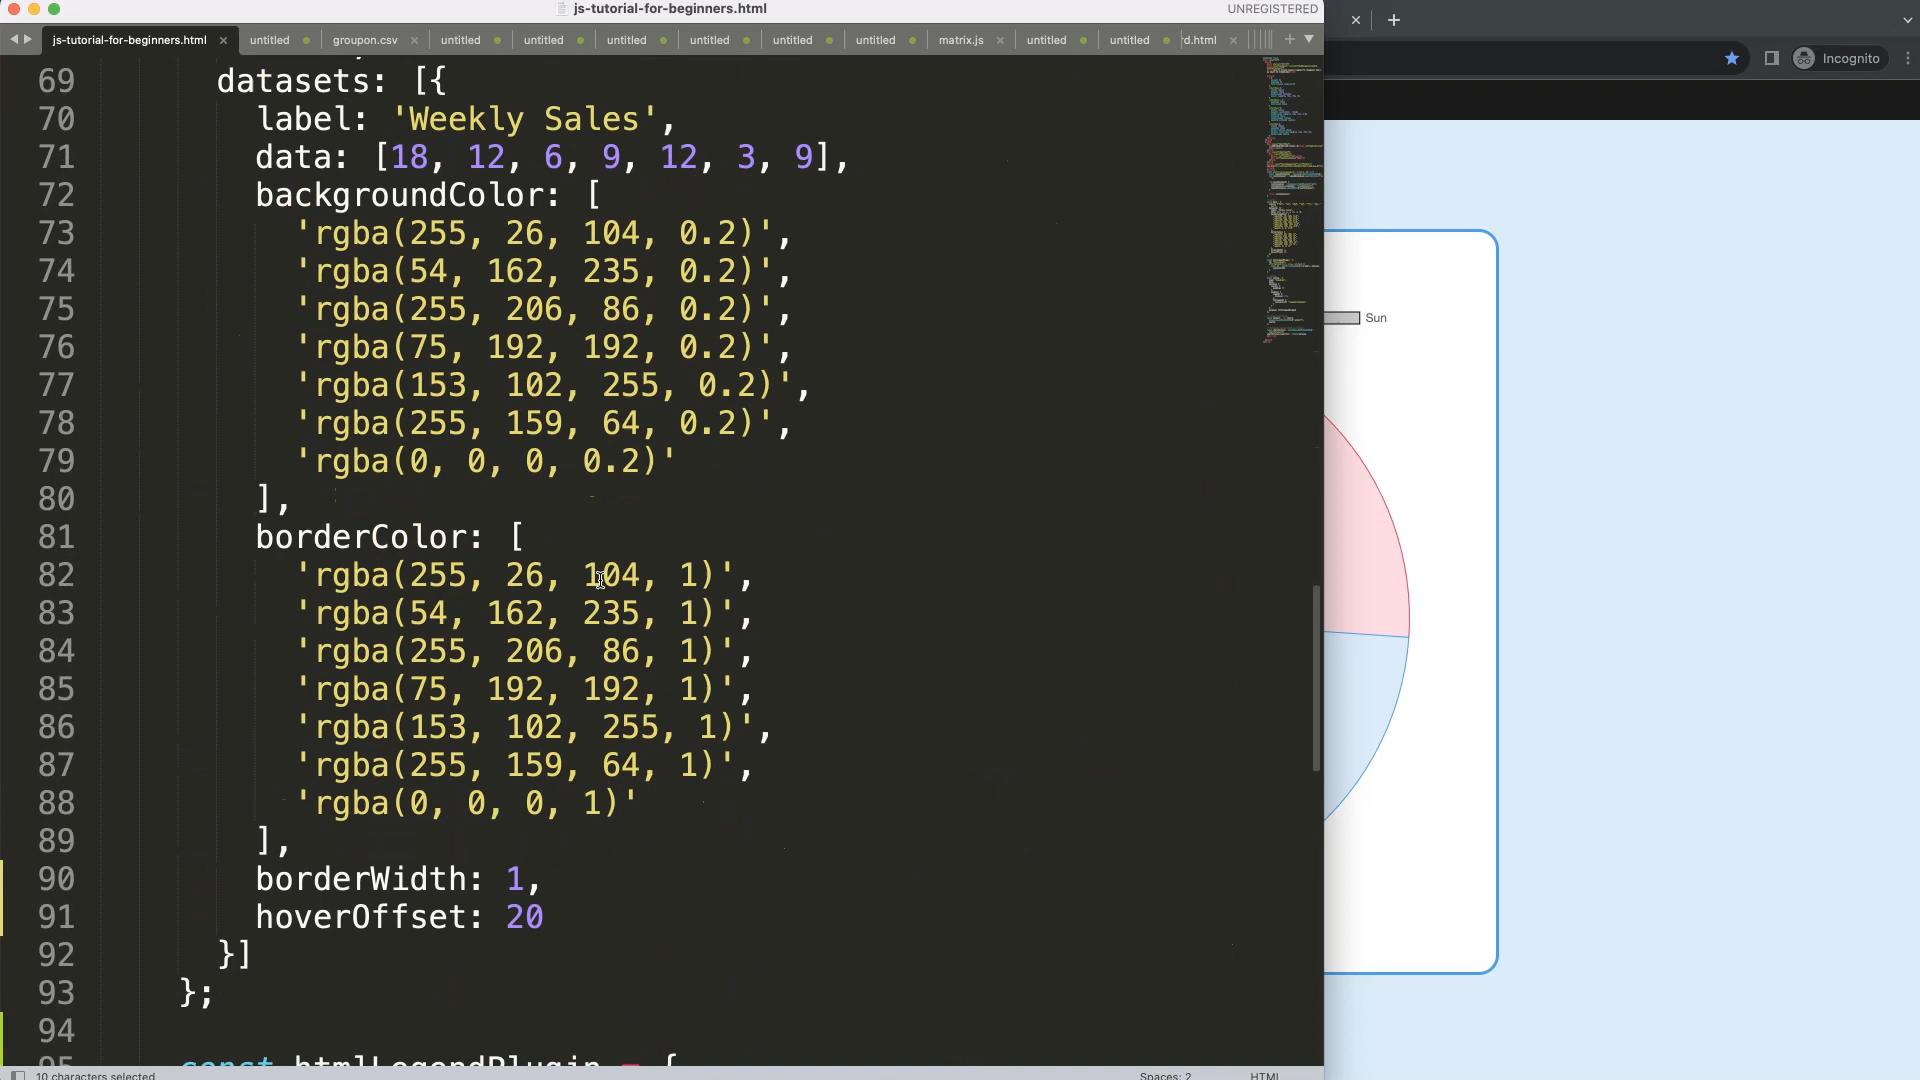 js-tutorial-for-beginners.html
UNREGISTERED
js-tutorial-for-beginners.html untitled groupon.csv untitled untitled untitled untitled untitled untitled matrix.js untitled untitled d.html
Incognito
69 datasets: [{
70 label: 'Weekly Sales',
71 data: [18, 12, 6, 9, 12, 3, 9],
72 backgroundColor: [
73 'rgba(255, 26, 104, 0.2)',
74 'rgba(54, 162, 235, 0.2)',
75 'rgba(255, 206, 86, 0.2)',
76 'rgba(75, 192, 192, 0.2)',
77 'rgba(153, 102, 255, 0.2)',
78 'rgba(255, 159, 64, 0.2)',
79 'rgba(0, 0, 0, 0.2)'
80 ],
81 borderColor: [
82 'rgba(255, 26, 104, 1)',
83 'rgba(54, 162, 235, 1)',
84 'rgba(255, 206, 86, 1)',
85 'rgba(75, 192, 192, 1)',
86 'rgba(153, 102, 255, 1)',
87 'rgba(255, 159, 64, 1)',
88 'rgba(0, 0, 0, 1)'
89 ],
90 borderWidth: 1,
91 hoverOffset: 20
92 }]
93 };
94
95 const htmlLegendPlugin = {
Sun
10 characters selected
Spaces: 2
HTML